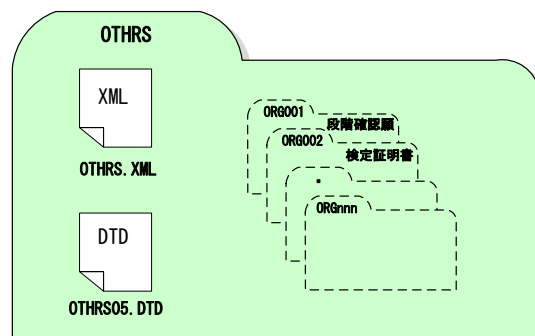 OTHRS
XML
OTHRS.XML
DTD
OTHRS05.DTD
ORG001
段階確認願
ORG002
検定証明書
.
ORGnnn